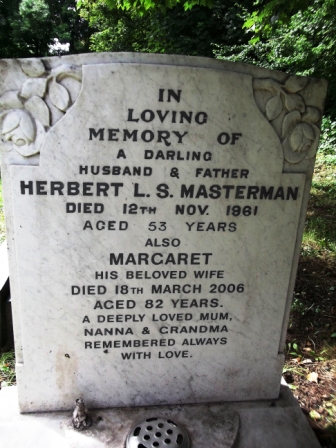 IN
LOVING
MEMORY OF
A DARLING
HUSBAND & FATHER
HERBERT L. S. MASTERMAN
DIED 12TH NOV. 1961
AGED 53 YEARS
ALSO
MARGARET
HIS BELOVED WIFE
DIED 18TH MARCH 2006
AGED 82 YEARS.
A DEEPLY LOVED MUM,
NANNA & GRANDMA
REMEMBERED ALWAYS
WITH LOVE.